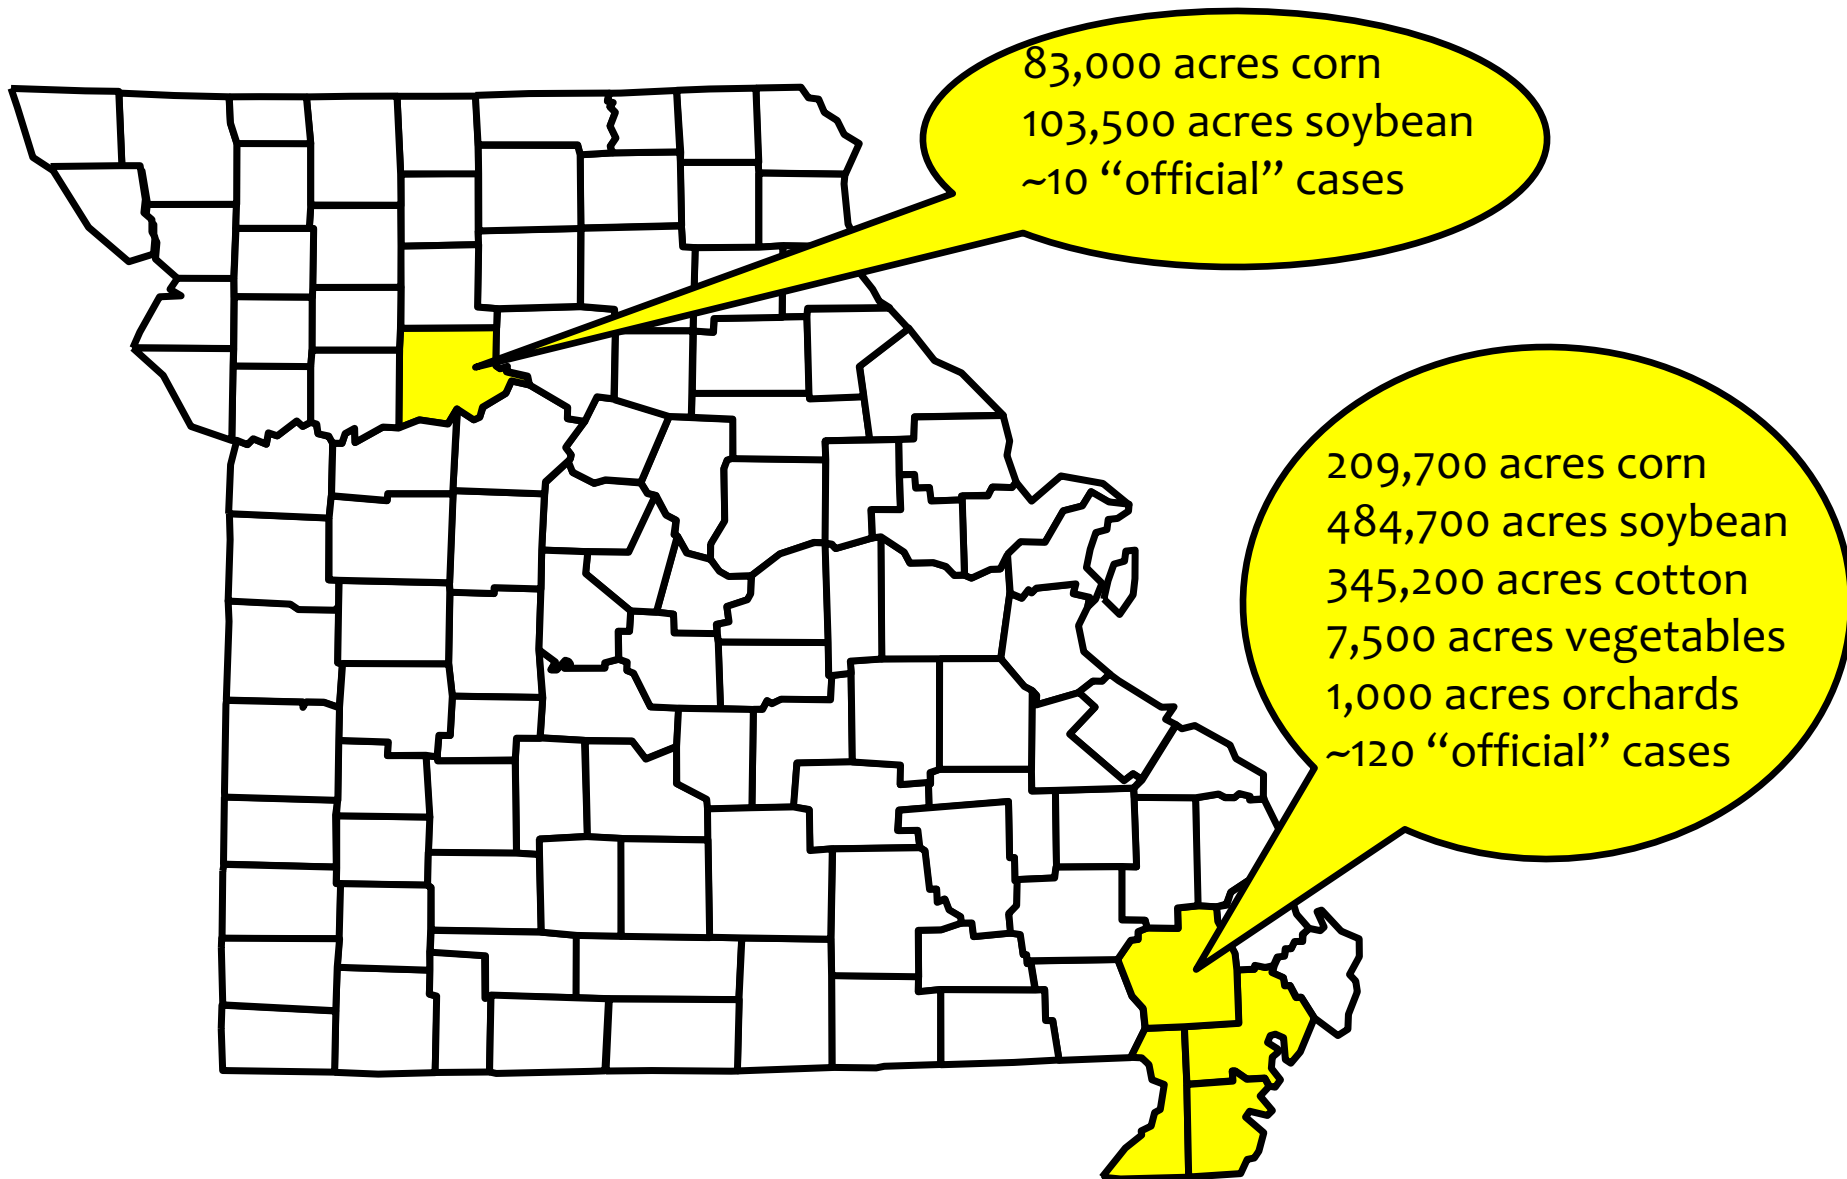 83,000 acres corn
103,500 acres soybean
~10 “official” cases
209,700 acres corn
484,700 acres soybean
345,200 acres cotton
7,500 acres vegetables
1,000 acres orchards
~120 “official” cases